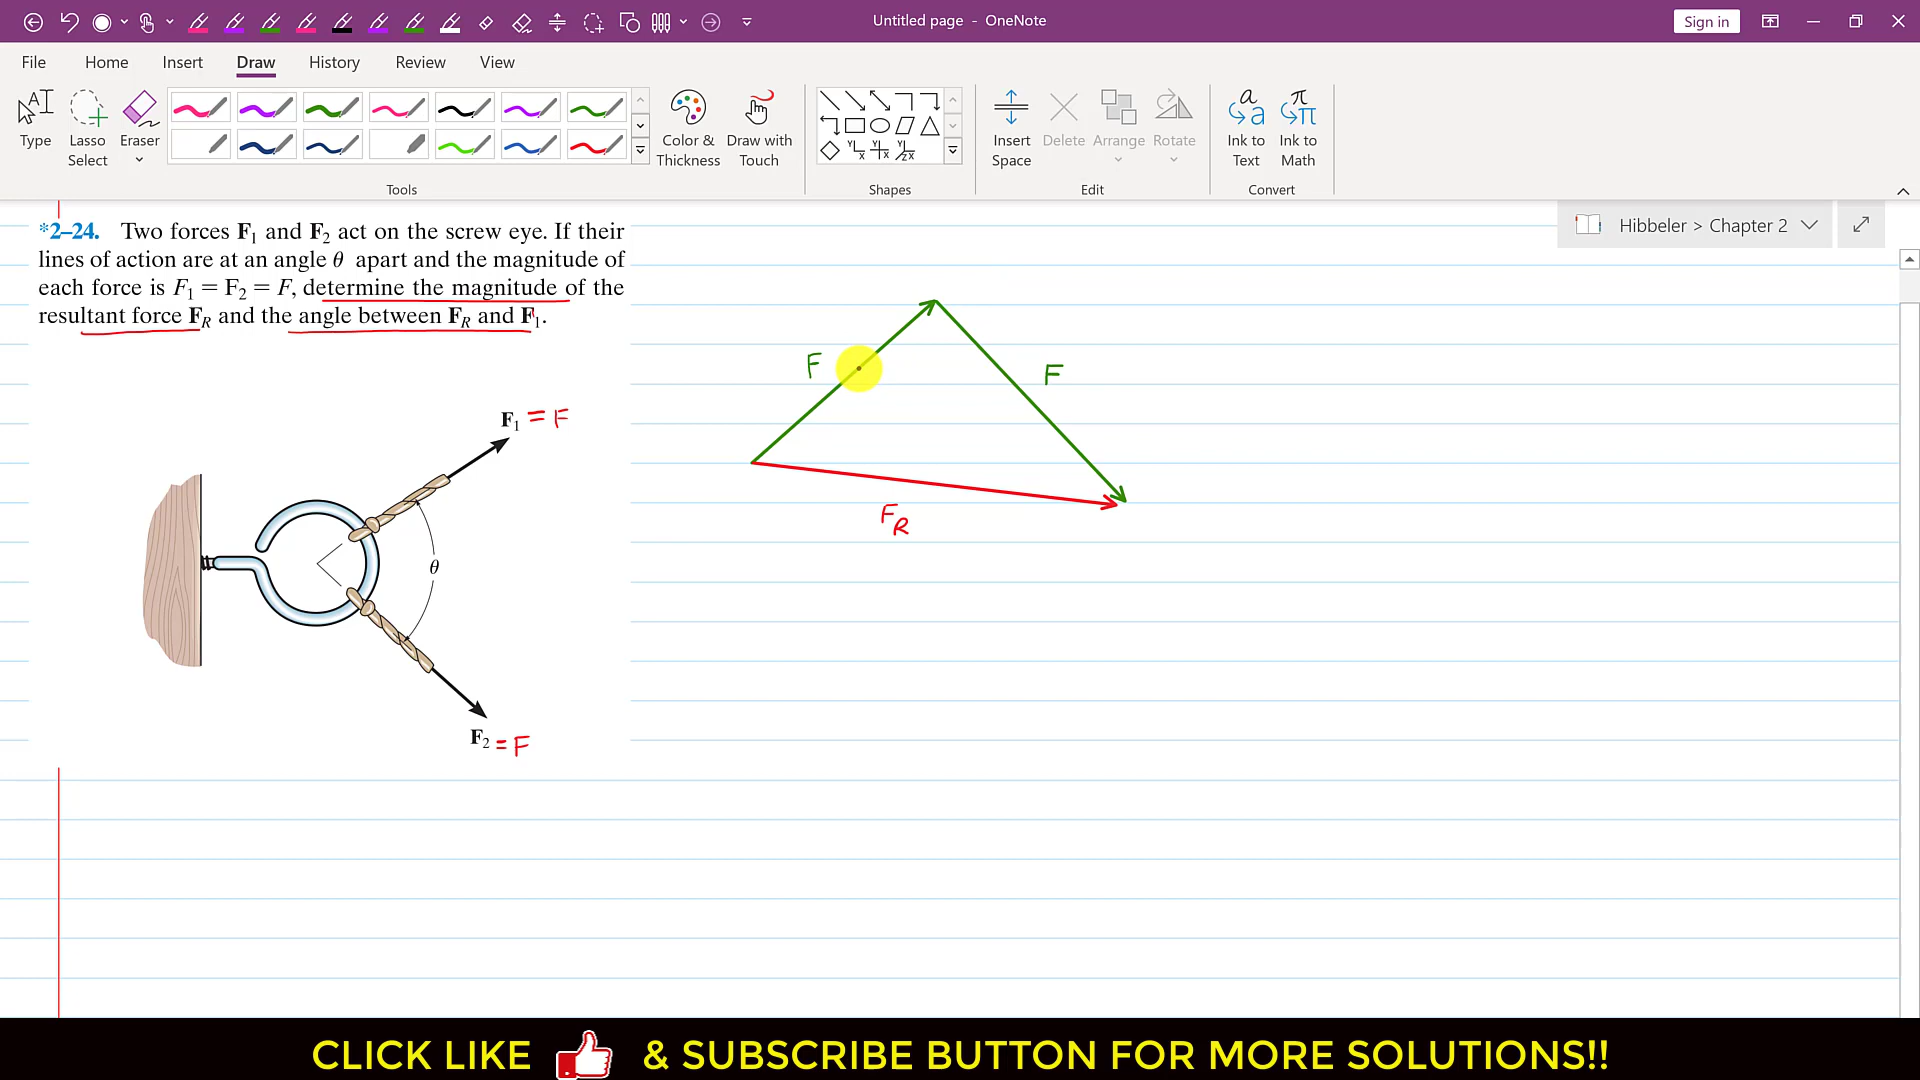 Untitled page - OneNote
Sign in
File Home Insert Draw History Review View
Type
Lasso Select
Eraser
Color & Thickness
Draw with Touch
Insert Space
Delete
Arrange
Rotate
Ink to Text
Ink to Math
Tools
Shapes
Edit
Convert
Hibbeler > Chapter 2
*2–24. Two forces F1 and F2 act on the screw eye. If their
lines of action are at an angle θ apart and the magnitude of
each force is F1 = F2 = F, determine the magnitude of the
resultant force FR and the angle between FR and F1.
F1 = F
θ
F2 = F
F
F
FR
CLICK LIKE & SUBSCRIBE BUTTON FOR MORE SOLUTIONS!!